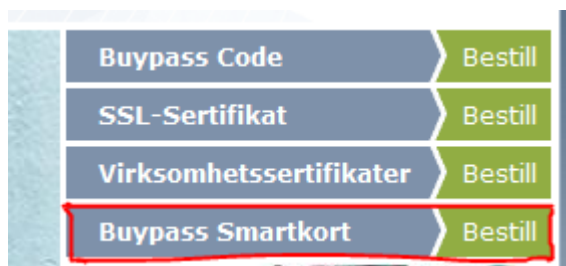 Buypass Code Bestill
SSL-Sertifikat Bestill
Virksomhetssertifikater Bestill
Buypass Smartkort Bestill